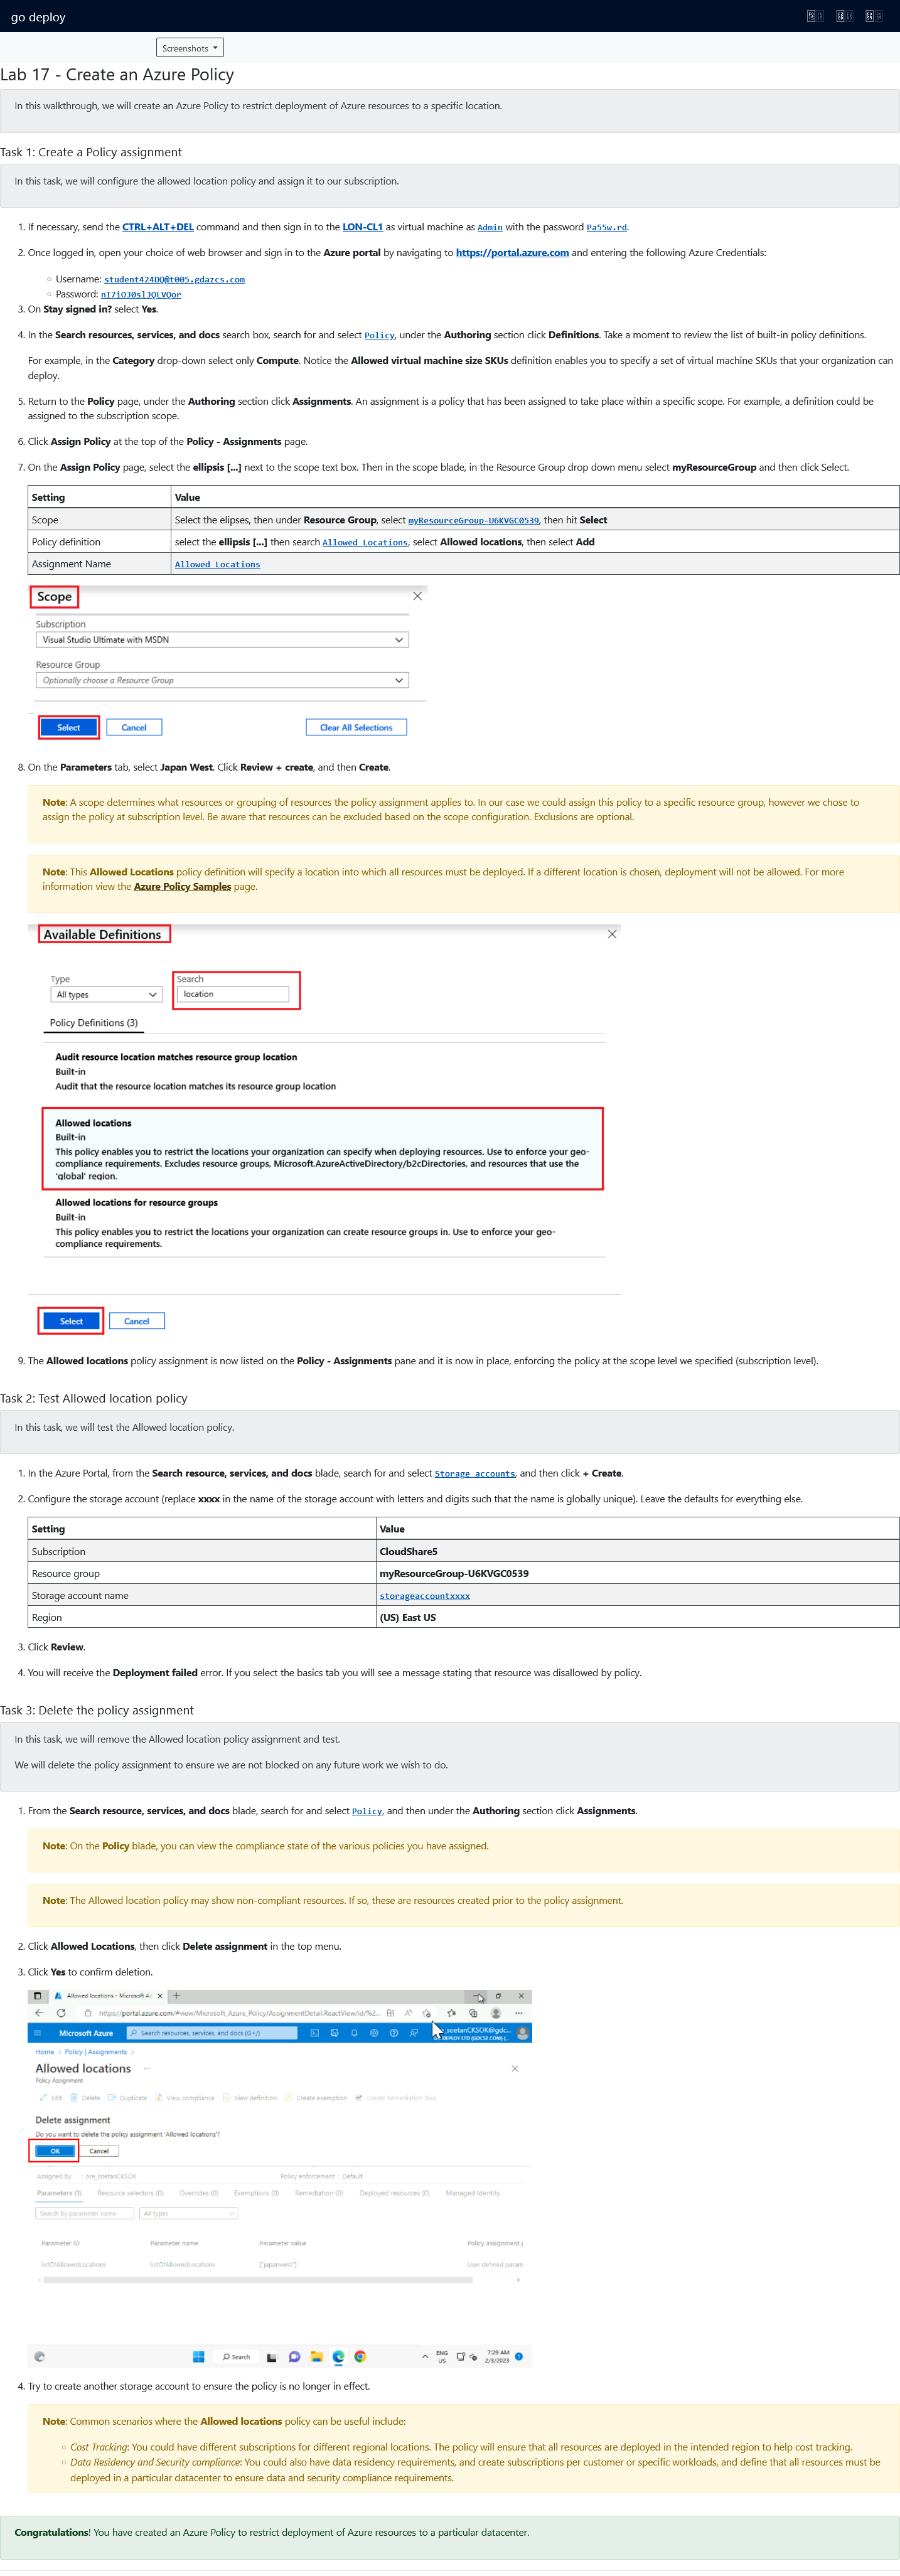 go deploy
Screenshots
Lab 17 - Create an Azure Policy
In this walkthrough, we will create an Azure Policy to restrict deployment of Azure resources to a specific location.
Task 1: Create a Policy assignment
In this task, we will configure the allowed location policy and assign it to our subscription.
1. If necessary, send the CTRL+ALT+DEL command and then sign in to the LON-CL1 as virtual machine as Admin with the password Pa55w.rd.
2. Once logged in, open your choice of web browser and sign in to the Azure portal by navigating to https://portal.azure.com and entering the following Azure Credentials:
Username: student424DQ@t005.gdazcs.com
Password: nI7iOJ0slJQLVQor
3. On Stay signed in? select Yes.
4. In the Search resources, services, and docs search box, search for and select Policy, under the Authoring section click Definitions. Take a moment to review the list of built-in policy definitions.
For example, in the Category drop-down select only Compute. Notice the Allowed virtual machine size SKUs definition enables you to specify a set of virtual machine SKUs that your organization can
deploy.
5. Return to the Policy page, under the Authoring section click Assignments. An assignment is a policy that has been assigned to take place within a specific scope. For example, a definition could be
assigned to the subscription scope.
6. Click Assign Policy at the top of the Policy - Assignments page.
7. On the Assign Policy page, select the ellipsis [...] next to the scope text box. Then in the scope blade, in the Resource Group drop down menu select myResourceGroup and then click Select.
Setting Value
Scope Select the elipses, then under Resource Group, select myResourceGroup-U6KVGC0539, then hit Select
Policy definition select the ellipsis [...] then search Allowed Locations, select Allowed locations, then select Add
Assignment Name Allowed Locations
Scope
Subscription
Visual Studio Ultimate with MSDN
Resource Group
Optionally choose a Resource Group
Select Cancel Clear All Selections
8. On the Parameters tab, select Japan West. Click Review + create, and then Create.
Note: A scope determines what resources or grouping of resources the policy assignment applies to. In our case we could assign this policy to a specific resource group, however we chose to
assign the policy at subscription level. Be aware that resources can be excluded based on the scope configuration. Exclusions are optional.
Note: This Allowed Locations policy definition will specify a location into which all resources must be deployed. If a different location is chosen, deployment will not be allowed. For more
information view the Azure Policy Samples page.
Available Definitions
Type Search
All types location
Policy Definitions (3)
Audit resource location matches resource group location
Built-in
Audit that the resource location matches its resource group location
Allowed locations
Built-in
This policy enables you to restrict the locations your organization can specify when deploying resources. Use to enforce your geo-
compliance requirements. Excludes resource groups, Microsoft.AzureActiveDirectory/b2cDirectories, and resources that use the
'global' region.
Allowed locations for resource groups
Built-in
This policy enables you to restrict the locations your organization can create resource groups in. Use to enforce your geo-
compliance requirements.
Select Cancel
9. The Allowed locations policy assignment is now listed on the Policy - Assignments pane and it is now in place, enforcing the policy at the scope level we specified (subscription level).
Task 2: Test Allowed location policy
In this task, we will test the Allowed location policy.
1. In the Azure Portal, from the Search resource, services, and docs blade, search for and select Storage accounts, and then click + Create.
2. Configure the storage account (replace xxxx in the name of the storage account with letters and digits such that the name is globally unique). Leave the defaults for everything else.
Setting Value
Subscription CloudShare5
Resource group myResourceGroup-U6KVGC0539
Storage account name storageaccountxxxx
Region (US) East US
3. Click Review.
4. You will receive the Deployment failed error. If you select the basics tab you will see a message stating that resource was disallowed by policy.
Task 3: Delete the policy assignment
In this task, we will remove the Allowed location policy assignment and test.
We will delete the policy assignment to ensure we are not blocked on any future work we wish to do.
1. From the Search resource, services, and docs blade, search for and select Policy, and then under the Authoring section click Assignments.
Note: On the Policy blade, you can view the compliance state of the various policies you have assigned.
Note: The Allowed location policy may show non-compliant resources. If so, these are resources created prior to the policy assignment.
2. Click Allowed Locations, then click Delete assignment in the top menu.
3. Click Yes to confirm deletion.
Allowed locations - Microsoft Az
https://portal.azure.com/#view/Microsoft_Azure_Policy/AssignmentDetail.ReactView/id/%2...
Microsoft Azure Search resources, services, and docs (G+/) _soetanCKSOK@gdc...
Home > Policy | Assignments >
Allowed locations ...
Policy Assignment
Edit Delete Duplicate View compliance View definition Create exemption Create Remediation Task
Delete assignment
Do you want to delete the policy assignment 'Allowed locations'?
OK Cancel
Assigned by : ore_soetanCKSOK Policy enforcement : Default
Parameters (1) Resource selectors (0) Overrides (0) Exemptions (0) Remediation (0) Deployed resources (0) Managed Identity
Search by parameter name All types
Parameter ID Parameter name Parameter value Policy assignment
listOfAllowedLocations listOfAllowedLocations ["japanwest"] User defined param
Search ENG US 7:29 AM 2/3/2023
4. Try to create another storage account to ensure the policy is no longer in effect.
Note: Common scenarios where the Allowed locations policy can be useful include:
Cost Tracking: You could have different subscriptions for different regional locations. The policy will ensure that all resources are deployed in the intended region to help cost tracking.
Data Residency and Security compliance: You could also have data residency requirements, and create subscriptions per customer or specific workloads, and define that all resources must be
deployed in a particular datacenter to ensure data and security compliance requirements.
Congratulations! You have created an Azure Policy to restrict deployment of Azure resources to a particular datacenter.